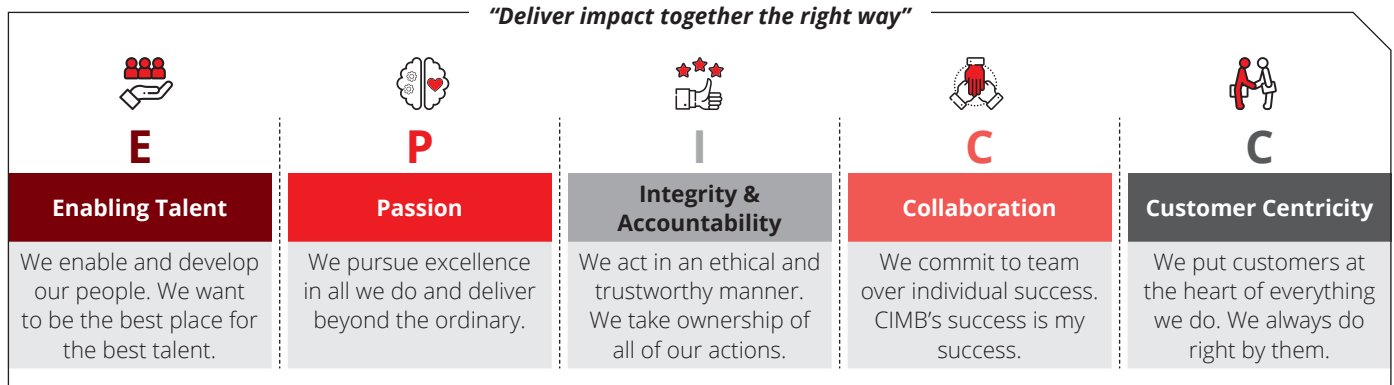 “Deliver impact together the right way”
E
Enabling Talent
We enable and develop
our people. We want
to be the best place for
the best talent.
P
Passion
We pursue excellence
in all we do and deliver
beyond the ordinary.
I
Integrity &
Accountability
We act in an ethical and
trustworthy manner.
We take ownership of
all of our actions.
C
Collaboration
We commit to team
over individual success.
CIMB’s success is my
success.
C
Customer Centricity
We put customers at
the heart of everything
we do. We always do
right by them.